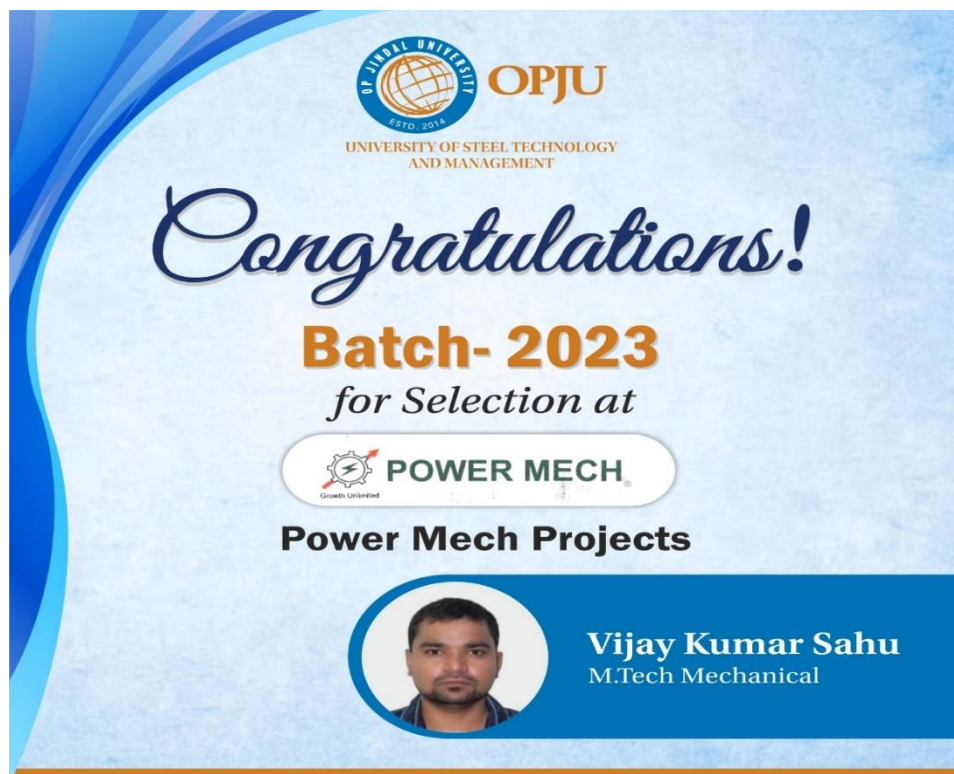 OP JINDAL UNIVERSITY
ESTD. 2014
OPJU
UNIVERSITY OF STEEL TECHNOLOGY
AND MANAGEMENT
Congratulations!
Batch- 2023
for Selection at
POWER MECH®
Growth Unlimited
Power Mech Projects
Vijay Kumar Sahu
M.Tech Mechanical